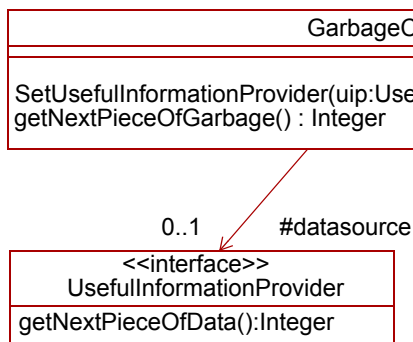 GarbageC
SetUsefulInformationProvider(uip:Use
getNextPieceOfGarbage() : Integer
0..1 #datasource
<<interface>>
UsefulInformationProvider
getNextPieceOfData():Integer